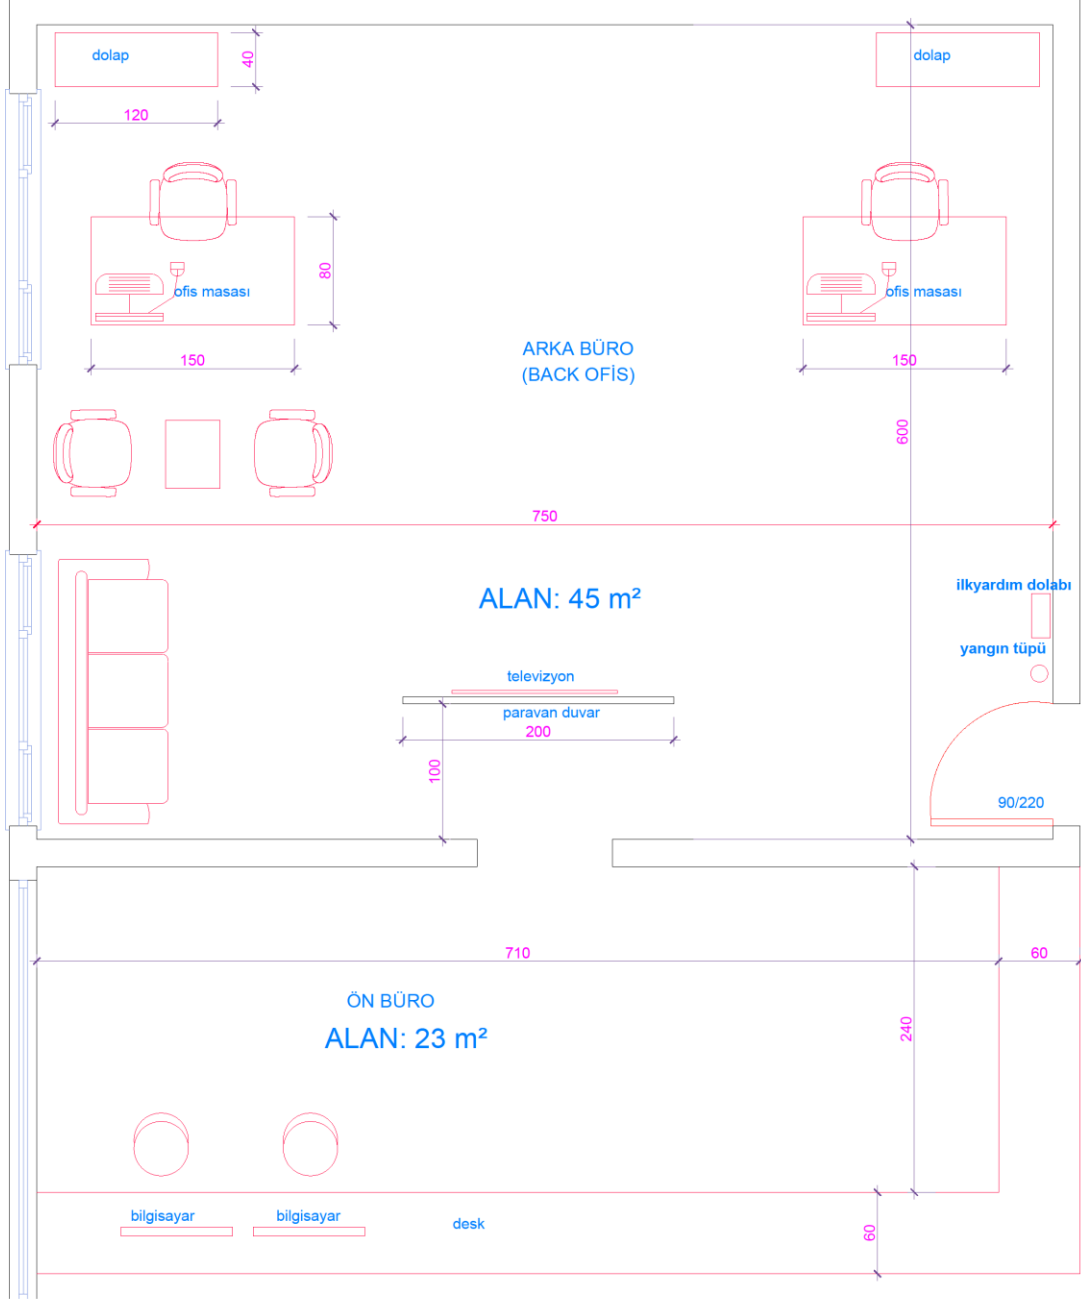 dolap
40
dolap
120
ofis masası
80
ofis masası
150
ARKA BÜRO
(BACK OFİS)
150
600
750
ALAN: 45 m²
ilkyardım dolabı
yangın tüpü
televizyon
paravan duvar
200
100
90/220
710
60
ÖN BÜRO
ALAN: 23 m²
240
bilgisayar
bilgisayar
desk
60